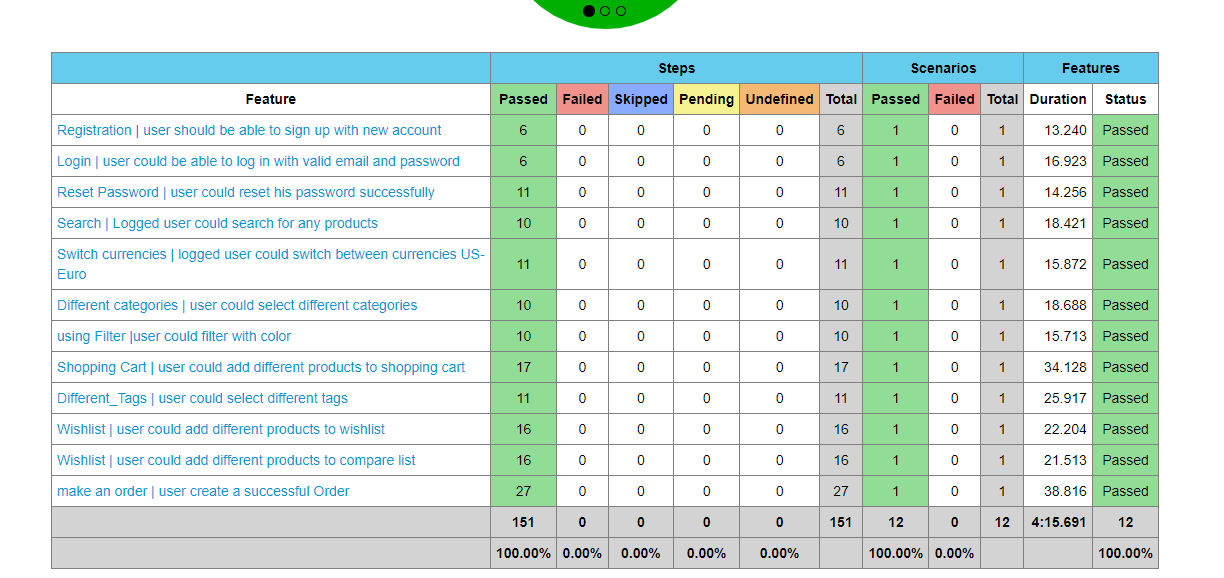 Steps Scenarios Features
Feature Passed Failed Skipped Pending Undefined Total Passed Failed Total Duration Status
Registration | user should be able to sign up with new account 6 0 0 0 0 6 1 0 1 13.240 Passed
Login | user could be able to log in with valid email and password 6 0 0 0 0 6 1 0 1 16.923 Passed
Reset Password | user could reset his password successfully 11 0 0 0 0 11 1 0 1 14.256 Passed
Search | Logged user could search for any products 10 0 0 0 0 10 1 0 1 18.421 Passed
Switch currencies | logged user could switch between currencies US-
Euro 11 0 0 0 0 11 1 0 1 15.872 Passed
Different categories | user could select different categories 10 0 0 0 0 10 1 0 1 18.688 Passed
using Filter |user could filter with color 10 0 0 0 0 10 1 0 1 15.713 Passed
Shopping Cart | user could add different products to shopping cart 17 0 0 0 0 17 1 0 1 34.128 Passed
Different_Tags | user could select different tags 11 0 0 0 0 11 1 0 1 25.917 Passed
Wishlist | user could add different products to wishlist 16 0 0 0 0 16 1 0 1 22.204 Passed
Wishlist | user could add different products to compare list 16 0 0 0 0 16 1 0 1 21.513 Passed
make an order | user create a successful Order 27 0 0 0 0 27 1 0 1 38.816 Passed
151 0 0 0 0 151 12 0 12 4:15.691 12
100.00% 0.00% 0.00% 0.00% 0.00% 100.00% 0.00% 100.00%